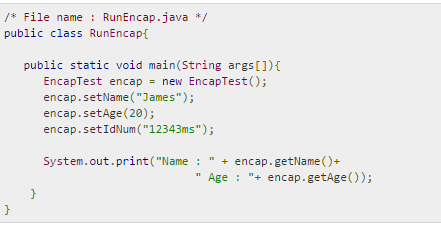 /* File name : RunEncap.java */
public class RunEncap{
public static void main(String args[]){
EncapTest encap = new EncapTest();
encap.setName("James");
encap.setAge(20);
encap.setIdNum("12343ms");
System.out.print("Name : " + encap.getName()+
" Age : "+ encap.getAge());
}
}